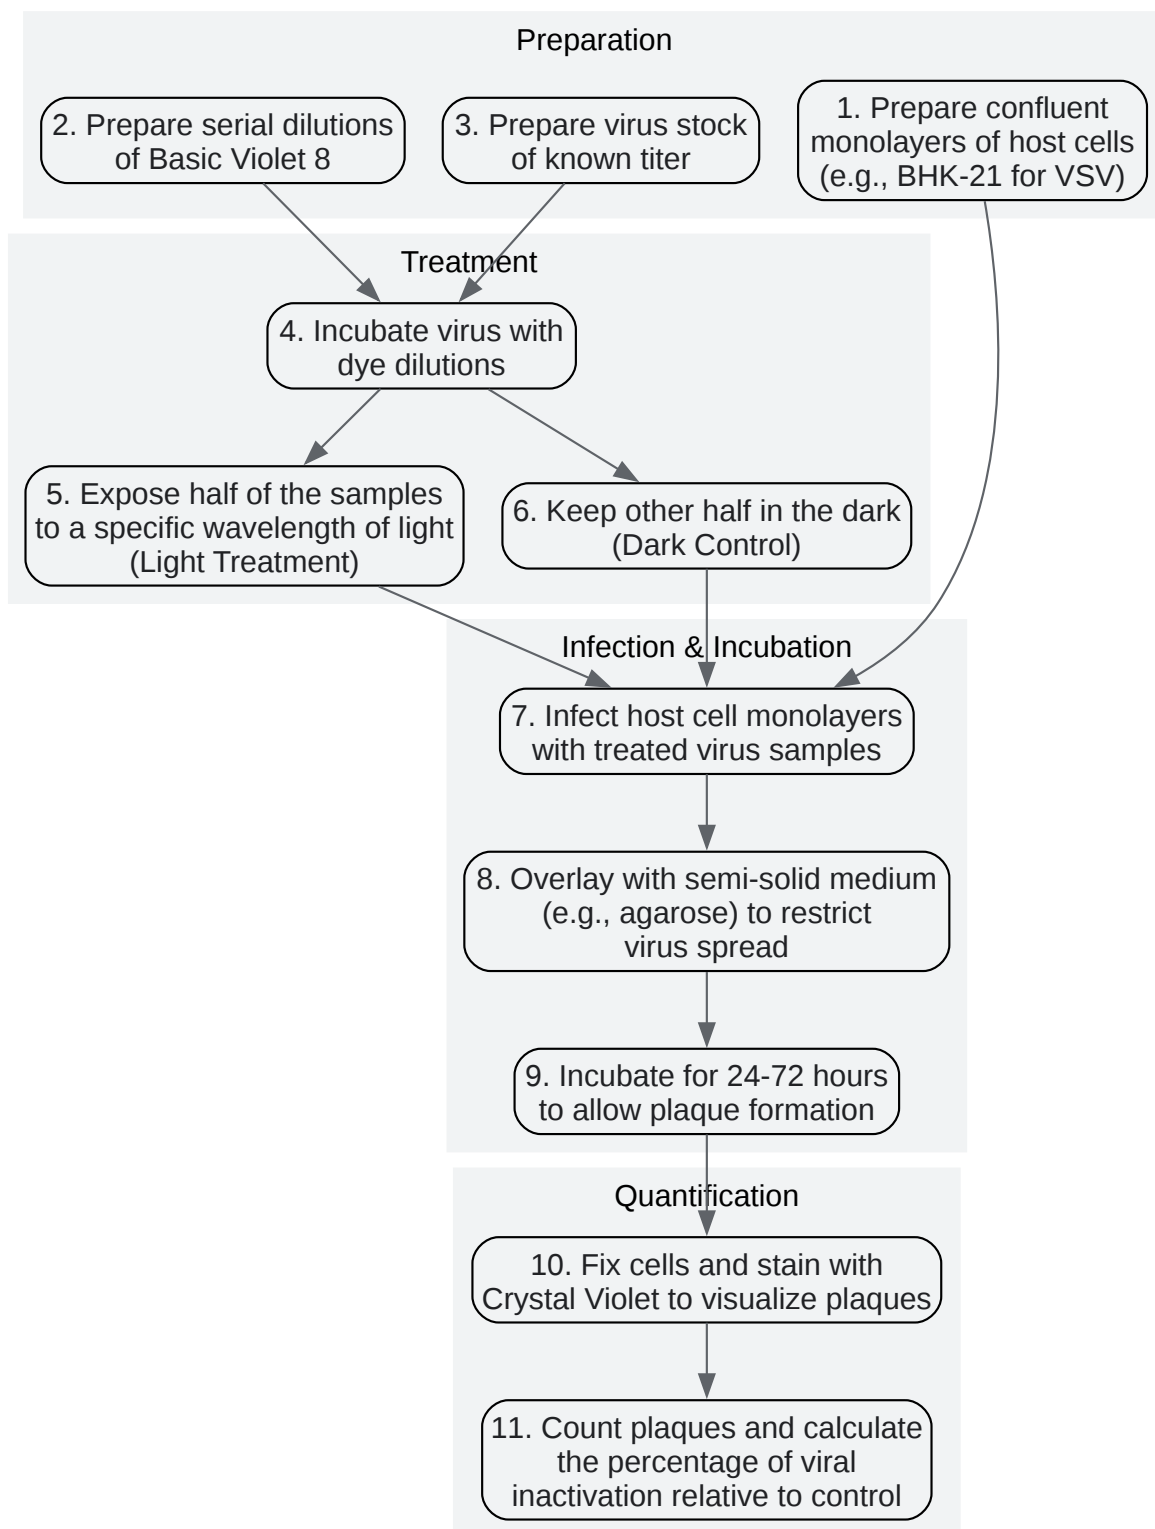 Preparation
2. Prepare serial dilutions
of Basic Violet 8
3. Prepare virus stock
of known titer
1. Prepare confluent
monolayers of host cells
(e.g., BHK-21 for VSV)
Treatment
4. Incubate virus with
dye dilutions
5. Expose half of the samples
to a specific wavelength of light
(Light Treatment)
6. Keep other half in the dark
(Dark Control)
Infection & Incubation
7. Infect host cell monolayers
with treated virus samples
8. Overlay with semi-solid medium
(e.g., agarose) to restrict
virus spread
9. Incubate for 24-72 hours
to allow plaque formation
Quantification
10. Fix cells and stain with
Crystal Violet to visualize plaques
11. Count plaques and calculate
the percentage of viral
inactivation relative to control